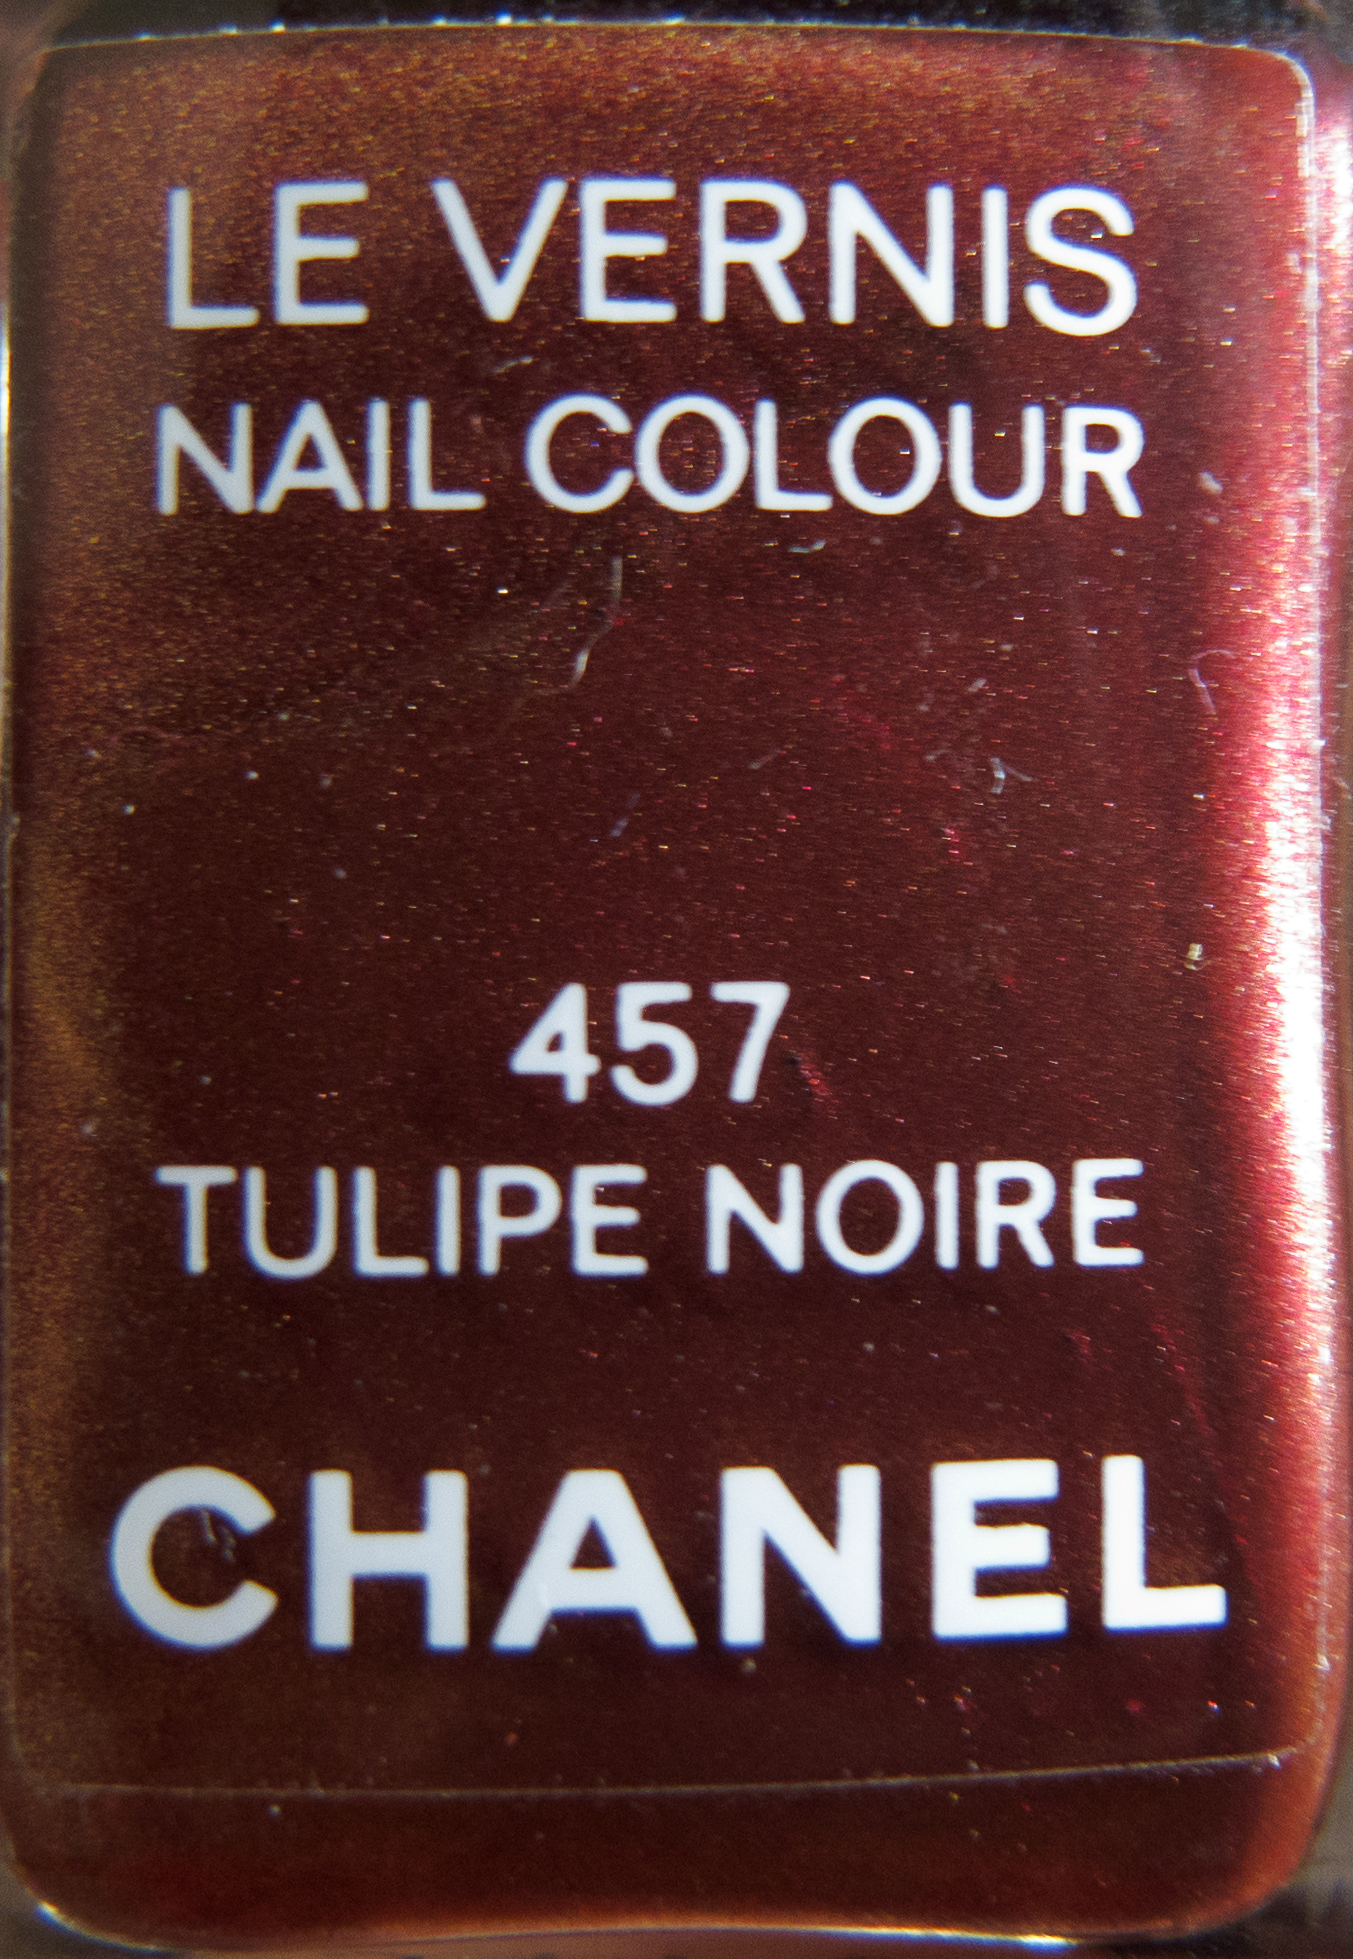 LE VERNIS
NAIL COLOUR
457
TULIPE NOIRE
CHANEL